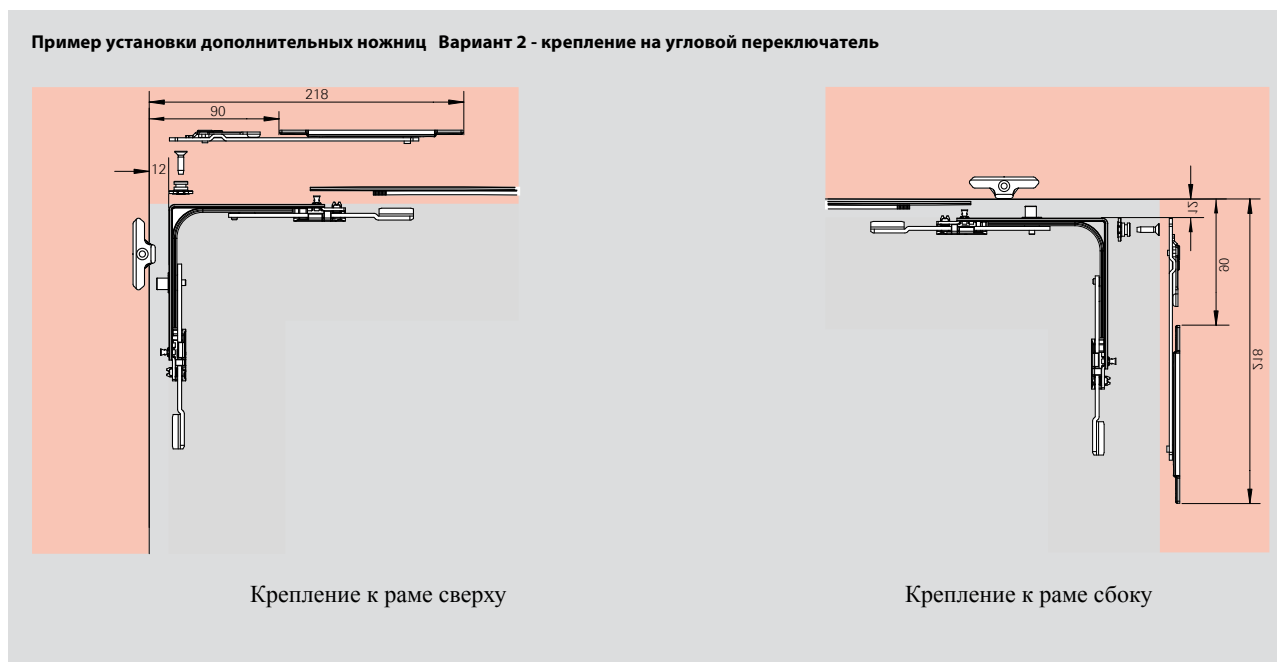 Пример установки дополнительных ножниц Вариант 2 - крепление на угловой переключатель
218
90
12
12
90
218
Крепление к раме сверху
Крепление к раме сбоку